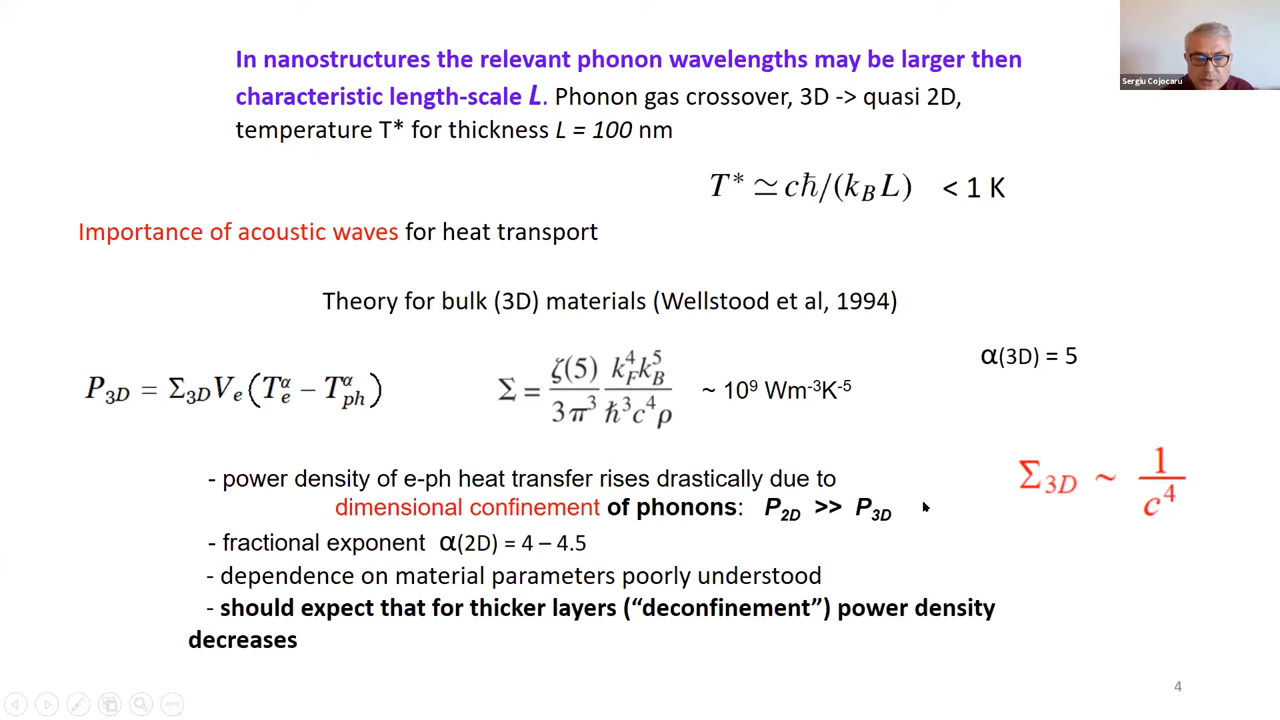 Sergiu Cojocaru
In nanostructures the relevant phonon wavelengths may be larger then
characteristic length-scale L. Phonon gas crossover, 3D -> quasi 2D,
temperature T* for thickness L = 100 nm
T* ≃ cħ/(k_B L) < 1 K
Importance of acoustic waves for heat transport
Theory for bulk (3D) materials (Wellstood et al, 1994)
α(3D) = 5
P_3D = Σ_3D V_e (T_e^α − T_ph^α)
Σ = ζ(5)/(3π^3) k_F^4 k_B^5/(ħ^3 c^4 ρ) ~ 10⁹ Wm-³K-⁵
Σ_3D ~ 1/c^4
- power density of e-ph heat transfer rises drastically due to
dimensional confinement of phonons: P_2D >> P_3D
- fractional exponent α(2D) = 4 – 4.5
- dependence on material parameters poorly understood
- should expect that for thicker layers (“deconfinement”) power density
decreases
4